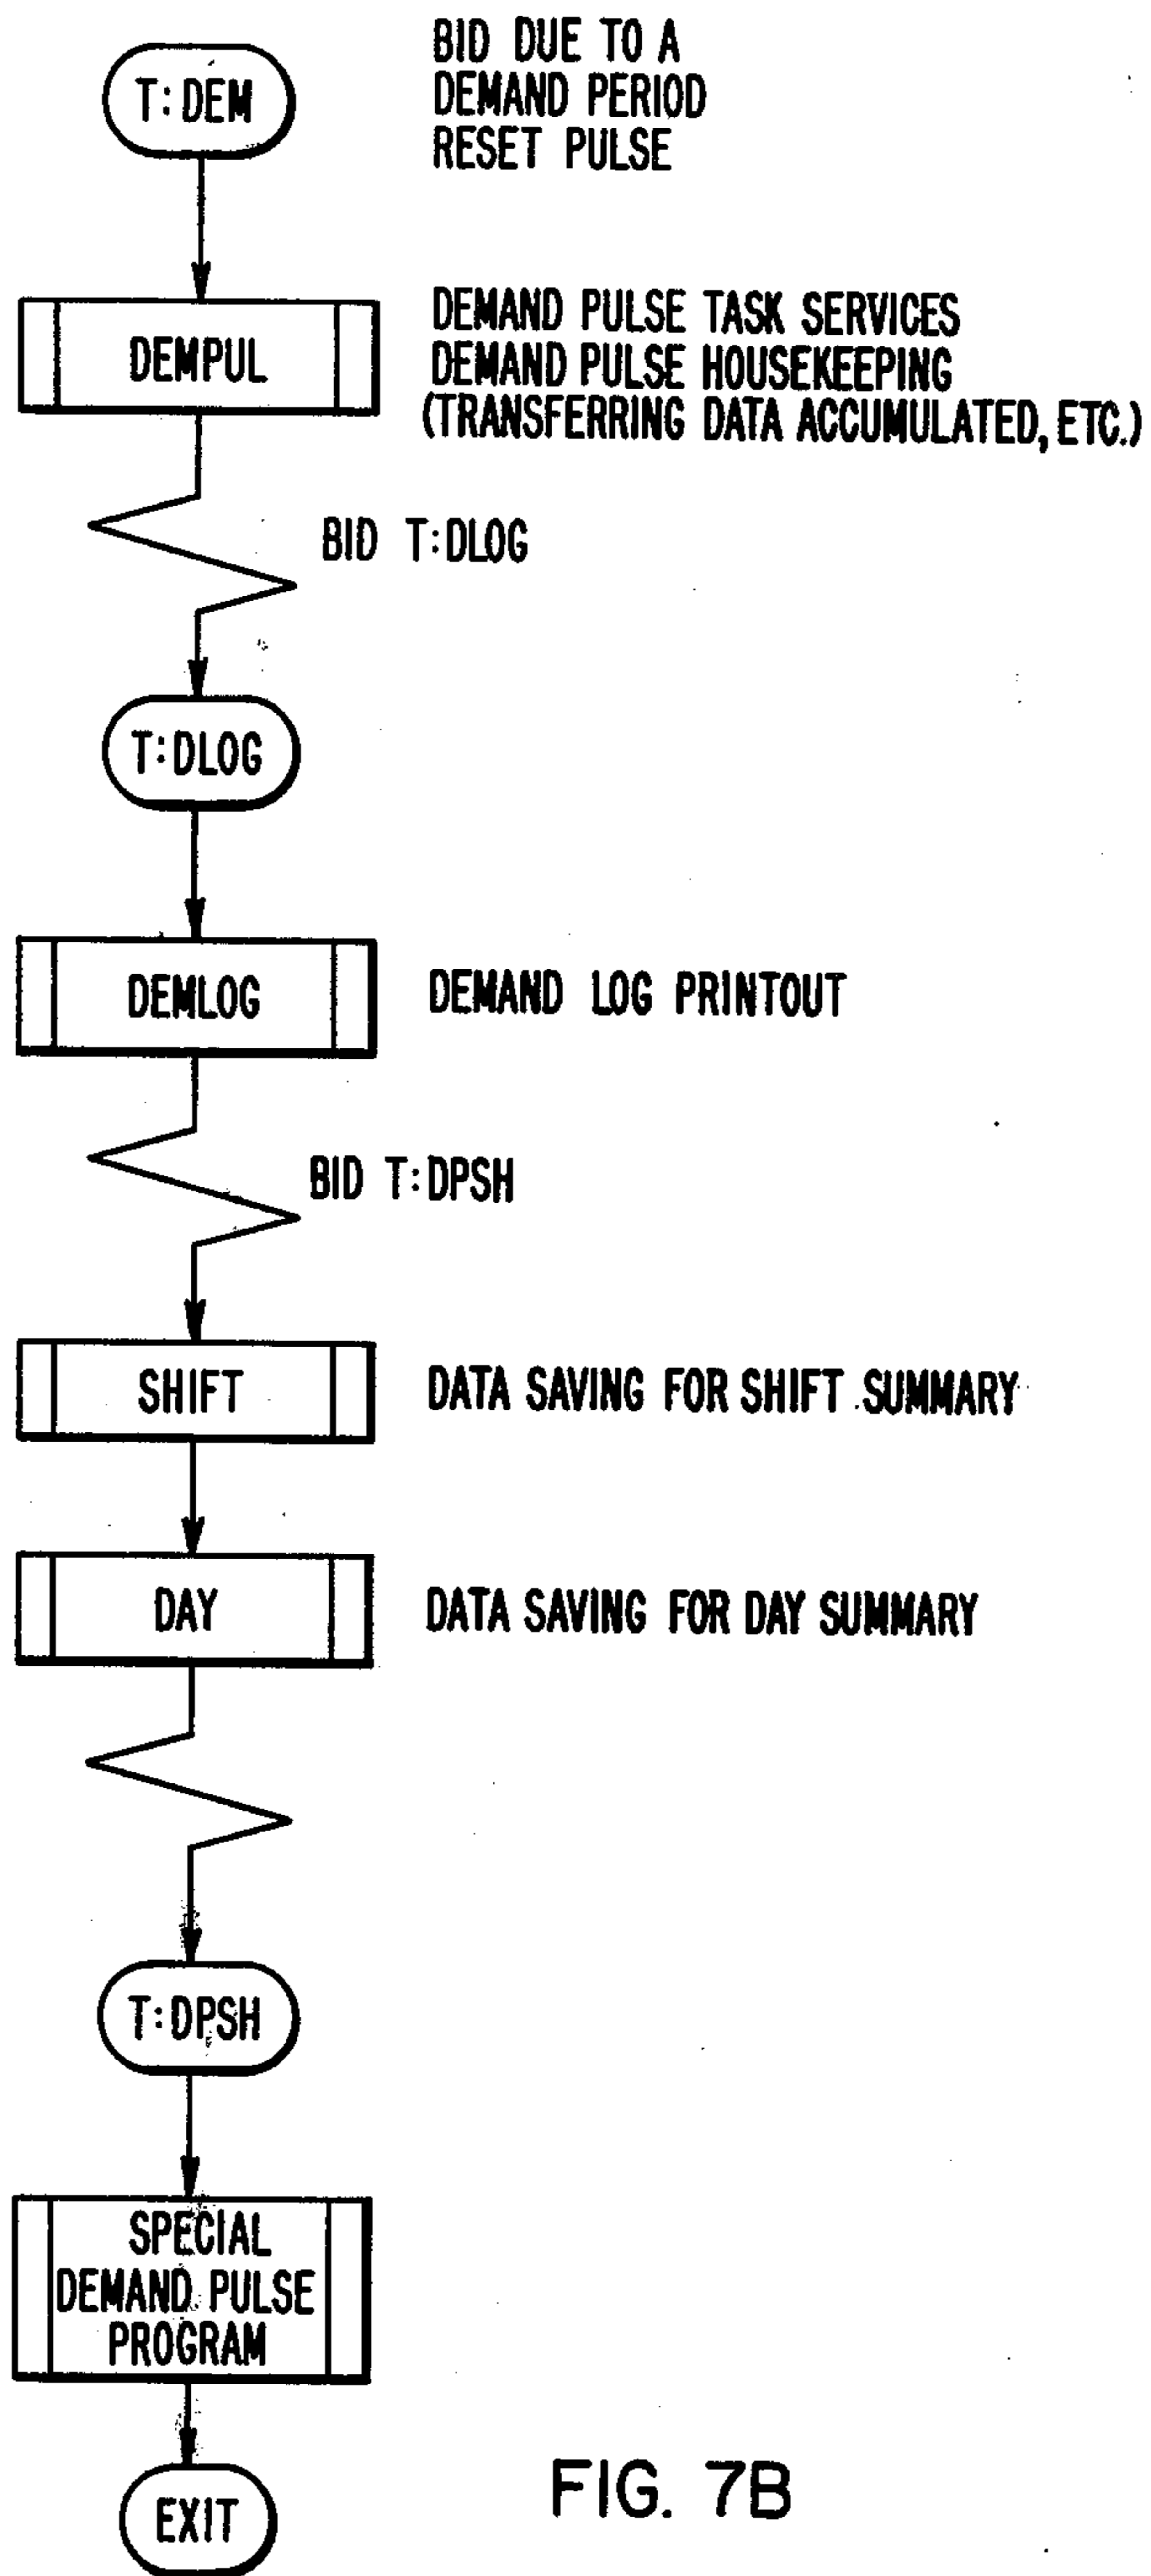 T:DEM
BID DUE TO A
DEMAND PERIOD
RESET PULSE
DEMPUL
DEMAND PULSE TASK SERVICES
DEMAND PULSE HOUSEKEEPING
(TRANSFERRING DATA ACCUMULATED, ETC.)
BID T:DLOG
T:DLOG
DEMLOG
DEMAND LOG PRINTOUT
BID T:DPSH
SHIFT
DATA SAVING FOR SHIFT SUMMARY
DAY
DATA SAVING FOR DAY SUMMARY
T:DPSH
SPECIAL
DEMAND PULSE
PROGRAM
EXIT
FIG. 7B